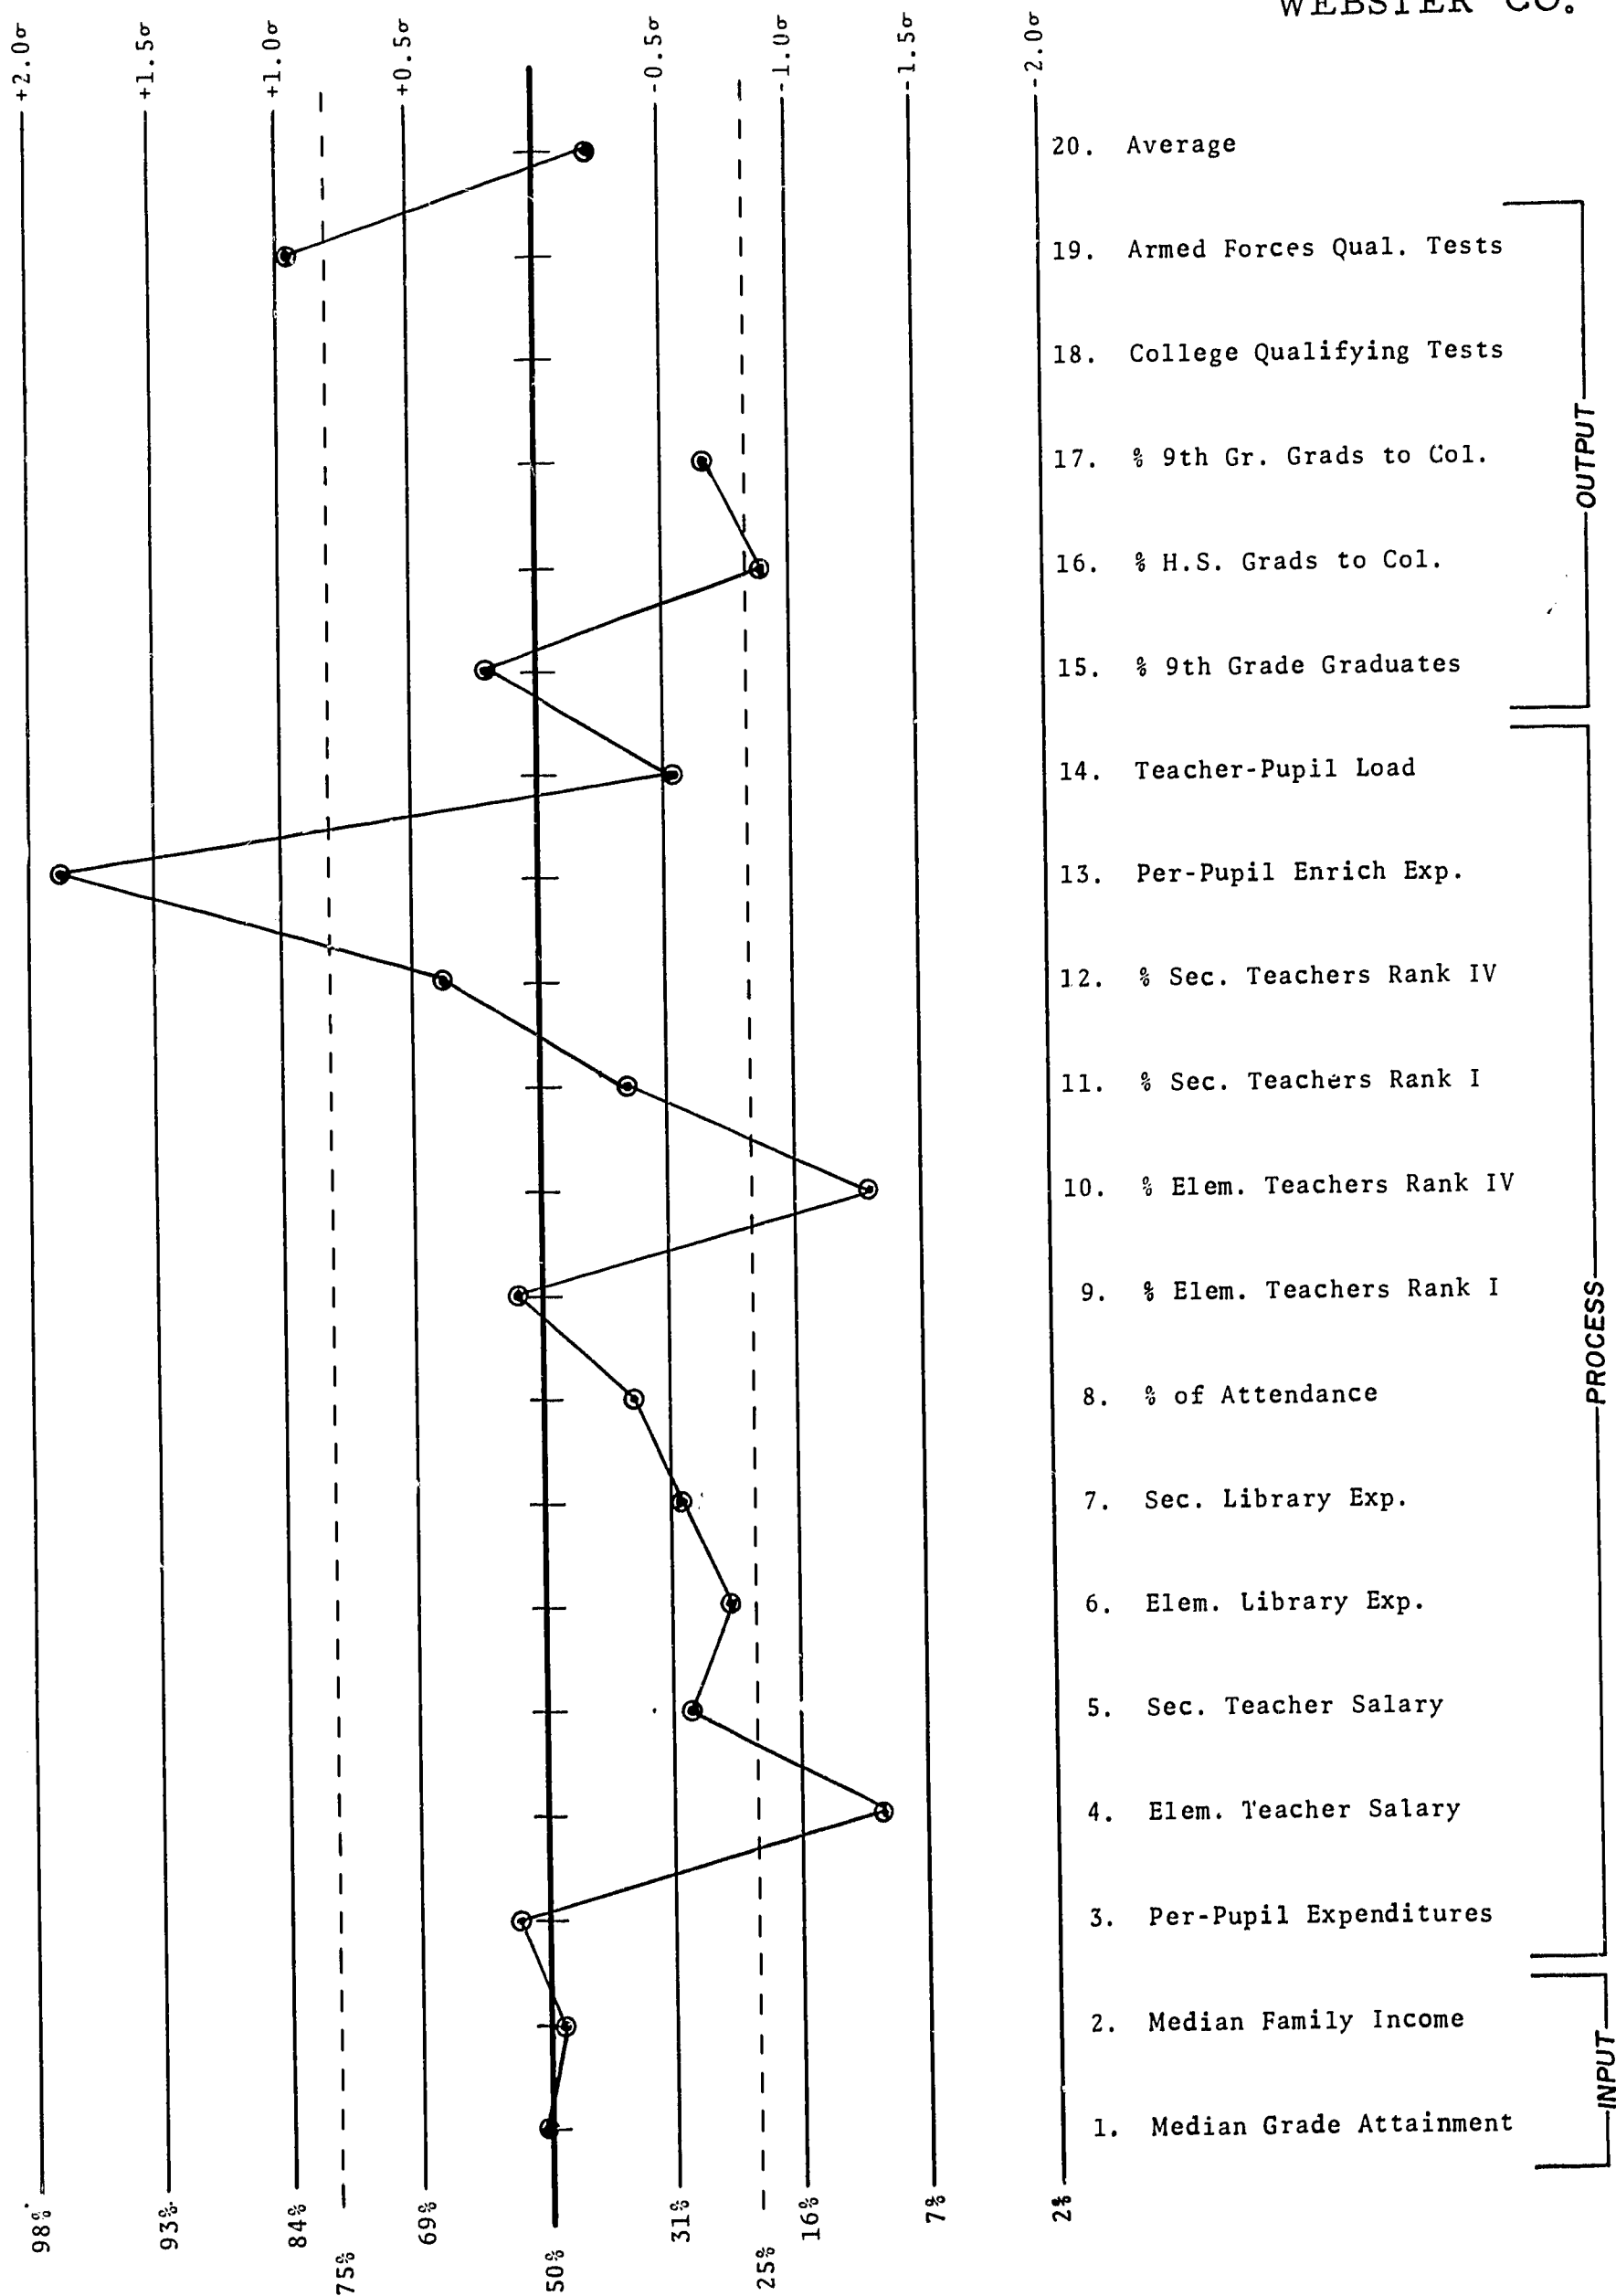 WEBSTER CO.
+2.0σ
+1.5σ
+1.0σ
+0.5σ
-0.5σ
-1.0σ
-1.5σ
-2.0σ
20. Average
19. Armed Forces Qual. Tests
18. College Qualifying Tests
17. % 9th Gr. Grads to Col.
16. % H.S. Grads to Col.
15. % 9th Grade Graduates
OUTPUT
14. Teacher-Pupil Load
13. Per-Pupil Enrich Exp.
12. % Sec. Teachers Rank IV
11. % Sec. Teachers Rank I
10. % Elem. Teachers Rank IV
9. % Elem. Teachers Rank I
8. % of Attendance
7. Sec. Library Exp.
6. Elem. Library Exp.
5. Sec. Teacher Salary
4. Elem. Teacher Salary
3. Per-Pupil Expenditures
PROCESS
2. Median Family Income
1. Median Grade Attainment
INPUT
98%
93%
84%
75%
69%
50%
31%
25%
16%
7%
2%